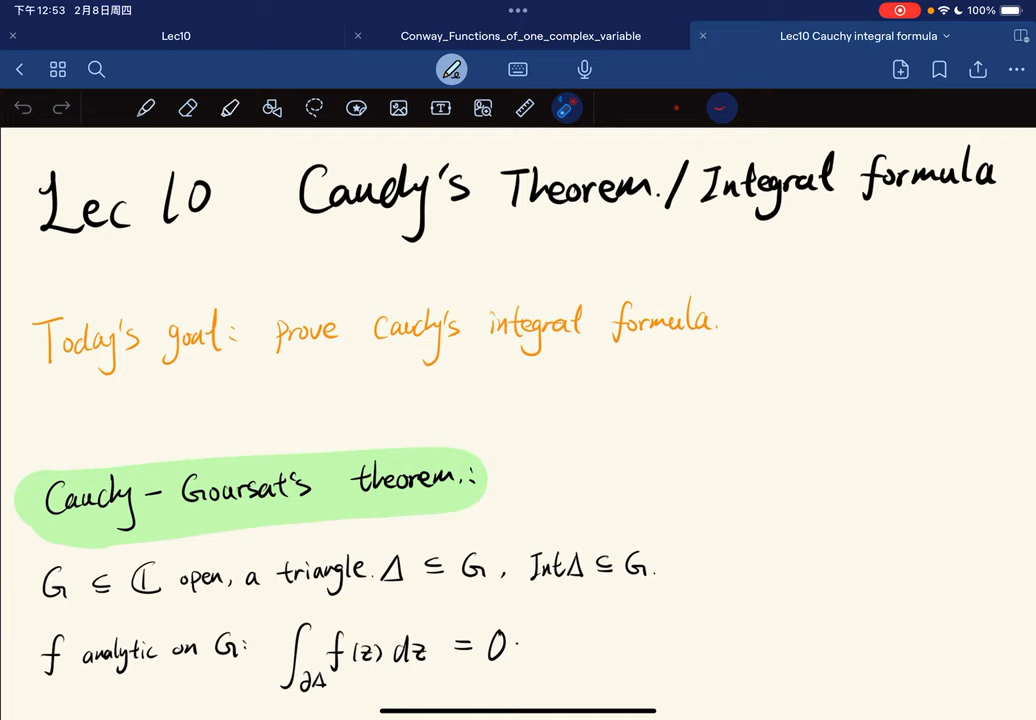 下午12:53 2月8日周四
100%
Lec10
Conway_Functions_of_one_complex_variable
Lec10 Cauchy integral formula
Lec 10 Cauchy's Theorem./Integral formula
Today's goal: prove Cauchy's integral formula.
Cauchy - Goursat's theorem.:
G ⊆ ℂ open, a triangle. Δ ⊆ G, IntΔ ⊆ G.
f analytic on G: ∫_∂Δ f(z) dz = 0.